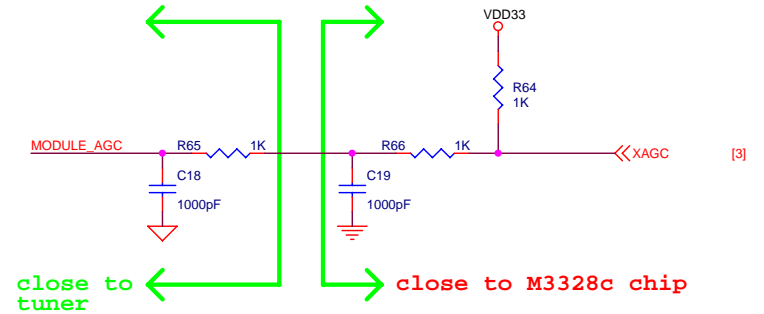 VDD33
R64
1K
MODULE_AGC
R65
1K
R66
1K
XAGC
[3]
C18
1000pF
C19
1000pF
close to
tuner
close to M3328c chip